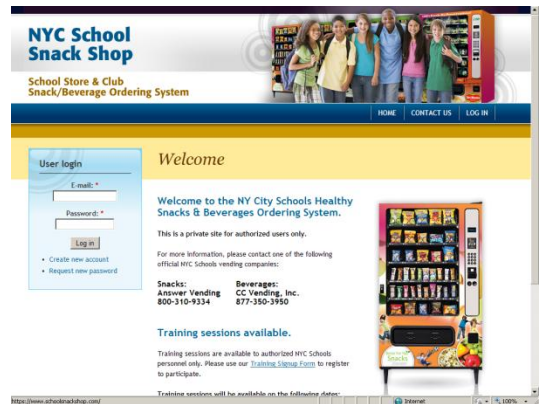 NYC School
Snack Shop
School Store & Club
Snack/Beverage Ordering System
HOME
CONTACT US
LOG IN
User login
E-mail: *
Password: *
Log in
Create new account
Request new password
Welcome
Welcome to the NY City Schools Healthy
Snacks & Beverages Ordering System.
This is a private site for authorized users only.
For more information, please contact one of the following
official NYC Schools vending companies:
Snacks:
Answer Vending
800-310-9334
Beverages:
CC Vending, Inc.
877-350-3950
Training sessions available.
Training sessions are available to authorized NYC Schools
personnel only. Please use our Training Signup Form to register
to participate.
Training sessions will be available on the following dates:
Snacks
https://www.schoolsnackshop.com/
Internet
100%